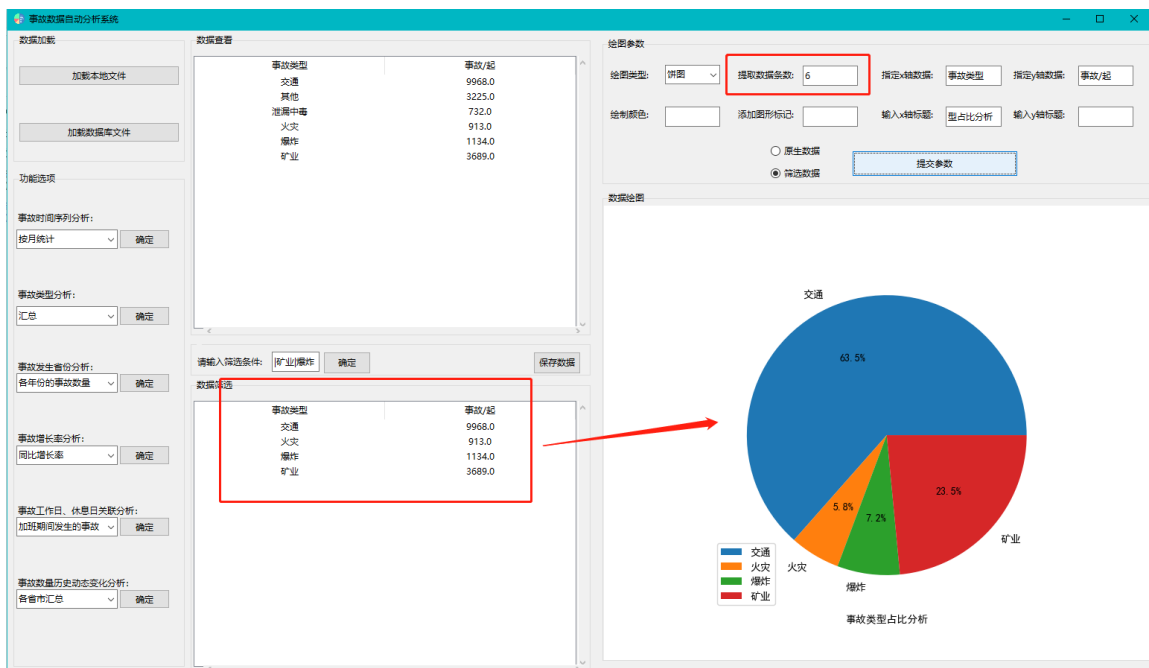 事故数据自动分析系统
数据加载
加载本地文件
加载数据库文件
功能选项
事故时间序列分析:
按月统计 确定
事故类型分析:
汇总 确定
事故发生省份分析:
各年份的事故数量 确定
事故增长率分析:
同比增长率 确定
事故工作日、休息日关联分析:
加班期间发生的事故 确定
事故数量历史动态变化分析:
各省市汇总 确定
数据查看
事故类型 事故/起
交通 9968.0
其他 3225.0
泄漏中毒 732.0
火灾 913.0
爆炸 1134.0
矿业 3689.0
请输入筛选条件: 矿业|爆炸 确定 保存数据
数据筛选
事故类型 事故/起
交通 9968.0
火灾 913.0
爆炸 1134.0
矿业 3689.0
绘图参数
绘图类型: 饼图 提取数据条数: 6 指定x轴数据: 事故类型 指定y轴数据: 事故/起
绘制颜色: 添加图形标记: 输入x轴标题: 型占比分析 输入y轴标题:
原生数据
筛选数据
提交参数
数据绘图
交通
63.5%
23.5%
5.8%
7.2%
矿业
火灾
爆炸
交通
火灾
爆炸
矿业
事故类型占比分析